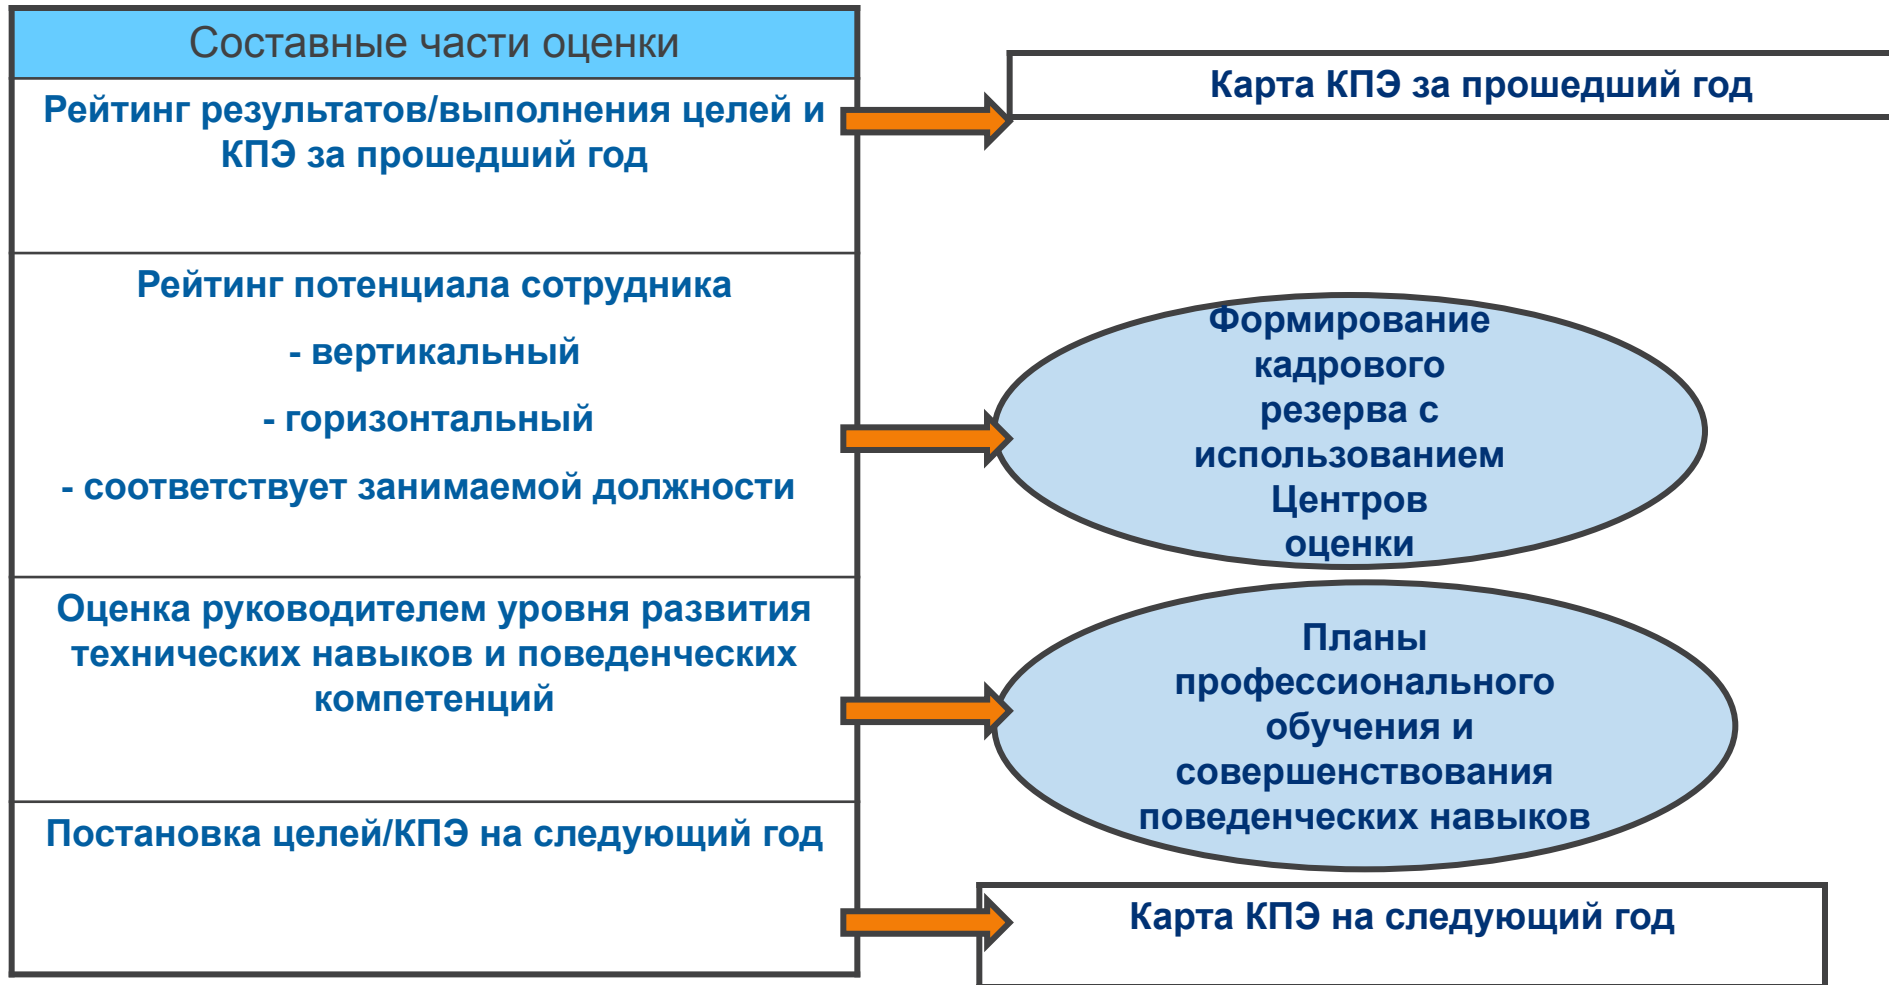 Составные части оценки
Рейтинг результатов/выполнения целей и
КПЭ за прошедший год
Карта КПЭ за прошедший год
Рейтинг потенциала сотрудника
- вертикальный
- горизонтальный
- соответствует занимаемой должности
Формирование
кадрового
резерва с
использованием
Центров
оценки
Оценка руководителем уровня развития
технических навыков и поведенческих
компетенций
Планы
профессионального
обучения и
совершенствования
поведенческих навыков
Постановка целей/КПЭ на следующий год
Карта КПЭ на следующий год